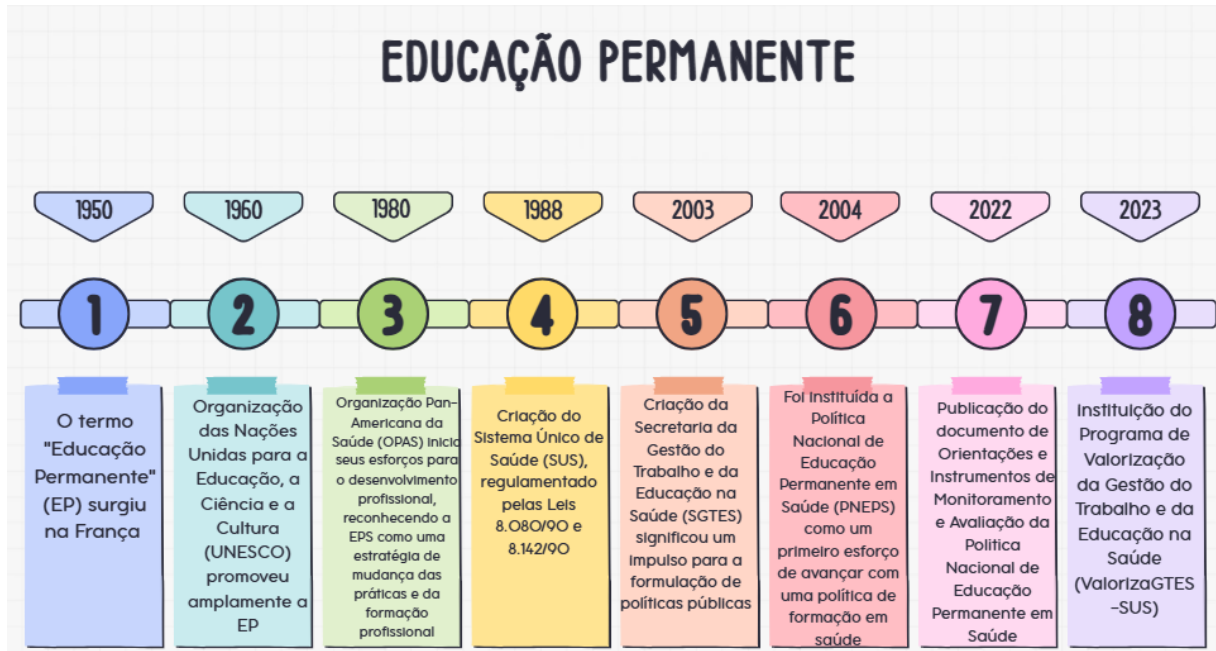 EDUCAÇÃO PERMANENTE
1950
1960
1980
1988
2003
2004
2022
2023
1
2
3
4
5
6
7
8
O termo
"Educação
Permanente"
(EP) surgiu
na França
Organização
das Nações
Unidas para a
Educação, a
Ciência e a
Cultura
(UNESCO)
promoveu
amplamente a
EP
Organização Pan-
Americana da
Saúde (OPAS) inicia
seus esforços para
o desenvolvimento
profissional,
reconhecendo a
EPS como uma
estratégia de
mudança das
práticas e da
formação
profissional
Criação do
Sistema Único de
Saúde (SUS),
regulamentado
pelas Leis
8.080/90 e
8.142/90
Criação da
Secretaria da
Gestão do
Trabalho e da
Educação na
Saúde (SGTES)
significou um
impulso para a
formulação de
políticas públicas
Foi instituída a
Política
Nacional de
Educação
Permanente em
Saúde (PNEPS)
como um
primeiro esforço
de avançar com
uma política de
formação em
saúde
Publicação do
documento de
Orientações e
Instrumentos de
Monitoramento
e Avaliação da
Politica
Nacional de
Educação
Permanente em
Saúde
Instituição do
Programa de
Valorização
da Gestão do
Trabalho e da
Educação na
Saúde
(ValorizaGTES
-SUS)